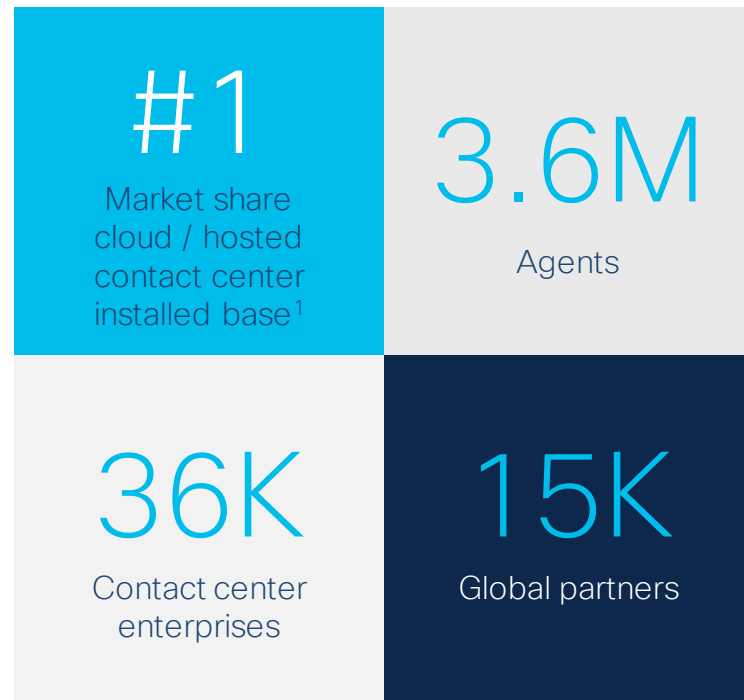 #1
Market share
cloud / hosted
contact center
installed base¹
3.6M
Agents
36K
Contact center
enterprises
15K
Global partners